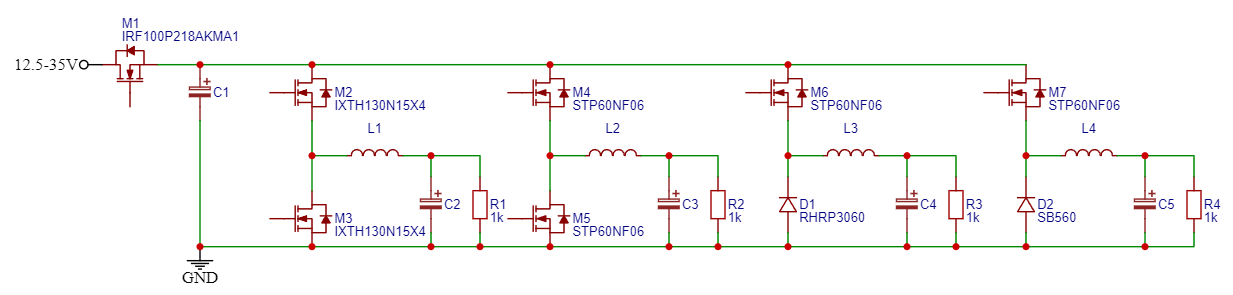 M1
IRF100P218AKMA1
12.5-35V
C1
M2
IXTH130N15X4
M4
STP60NF06
M6
STP60NF06
M7
STP60NF06
L1
L2
L3
L4
M3
IXTH130N15X4
C2
R1
1k
M5
STP60NF06
C3
R2
1k
D1
RHRP3060
C4
R3
1k
D2
SB560
C5
R4
1k
GND